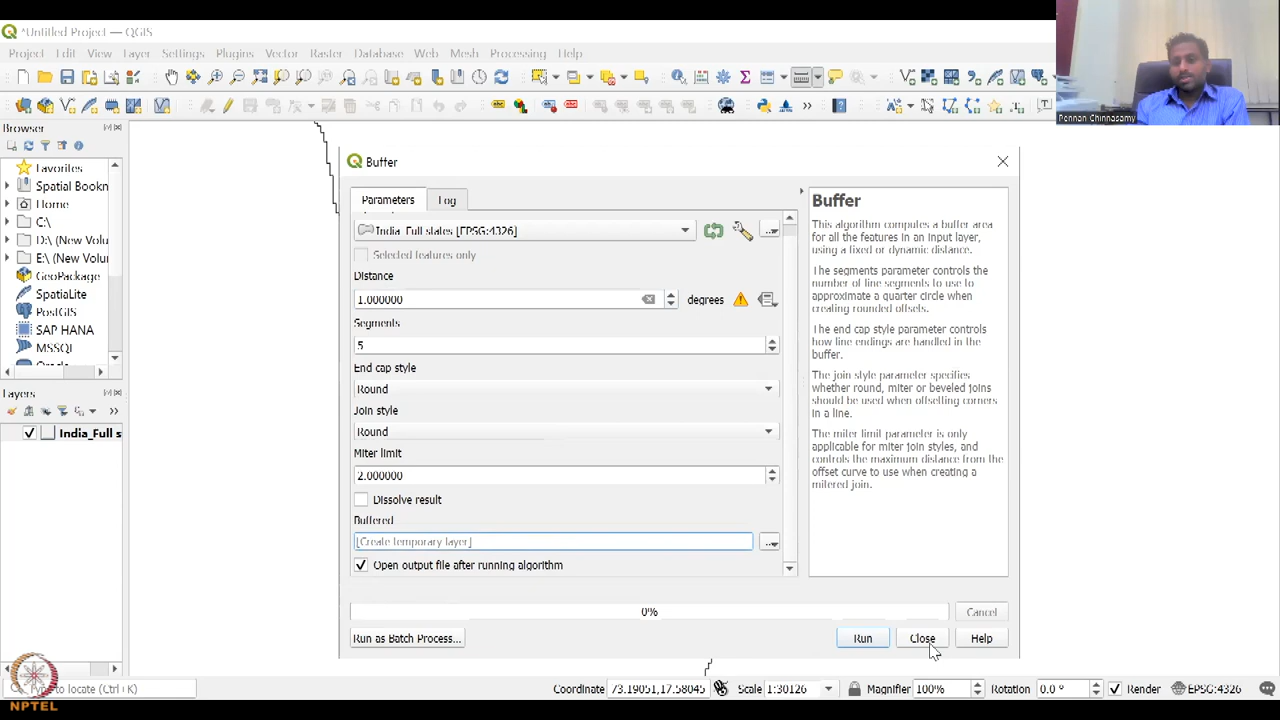 *Untitled Project — QGIS
Project Edit View Layer Settings Plugins Vector Raster Database Web Mesh Processing Help
Pennan Chinnasamy
Browser
Favorites
Spatial Bookn
Home
C:\
D:\ (New Volu
E:\ (New Volu
GeoPackage
SpatiaLite
PostGIS
SAP HANA
MSSQL
Layers
India_Full s
Buffer
Parameters Log
India_Full states [EPSG:4326]
Selected features only
Distance
1.000000 degrees
Segments
5
End cap style
Round
Join style
Round
Miter limit
2.000000
Dissolve result
Buffered
[Create temporary layer]
Open output file after running algorithm
Buffer
This algorithm computes a buffer area
for all the features in an input layer,
using a fixed or dynamic distance.
The segments parameter controls the
number of line segments to use to
approximate a quarter circle when
creating rounded offsets.
The end cap style parameter controls
how line endings are handled in the
buffer.
The join style parameter specifies
whether round, miter or beveled joins
should be used when offsetting corners
in a line.
The miter limit parameter is only
applicable for miter join styles, and
controls the maximum distance from the
offset curve to use when creating a
mitered join.
0% Cancel
Run as Batch Process... Run Close Help
to locate (Ctrl+K) Coordinate 73.19051,17.58045 Scale 1:30126 Magnifier 100% Rotation 0.0 ° Render EPSG:4326
NPTEL